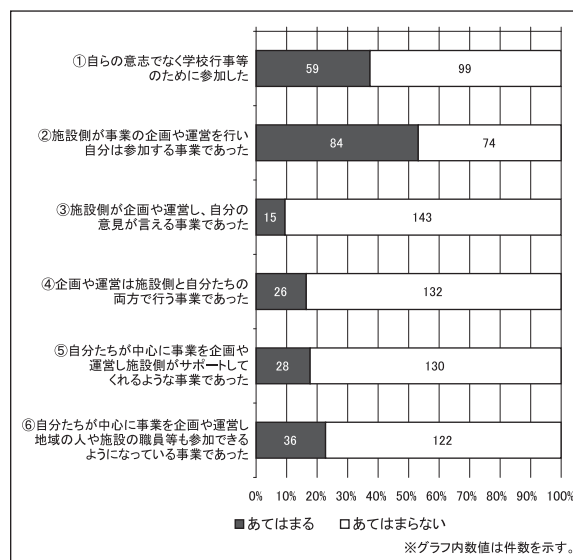 ①自らの意志でなく学校行事等
のために参加した
59 99
②施設側が事業の企画や運営を行い
自分は参加する事業であった
84 74
③施設側が企画や運営し、自分の
意見が言える事業であった
15 143
④企画や運営は施設側と自分たちの
両方で行う事業であった
26 132
⑤自分たちが中心に事業を企画や
運営し施設側がサポートして
くれるような事業であった
28 130
⑥自分たちが中心に事業を企画や運営し
地域の人や施設の職員等も参加できる
ようになっている事業であった
36 122
0% 10% 20% 30% 40% 50% 60% 70% 80% 90% 100%
■あてはまる □あてはまらない
※グラフ内数値は件数を示す。